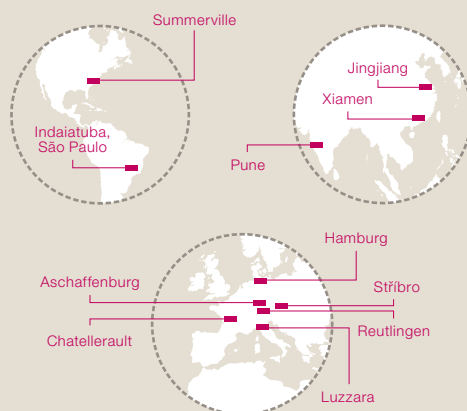 Summerville
Indaiatuba,
São Paulo
Jingjiang
Xiamen
Pune
Hamburg
Aschaffenburg
Stříbro
Chatellerault
Reutlingen
Luzzara